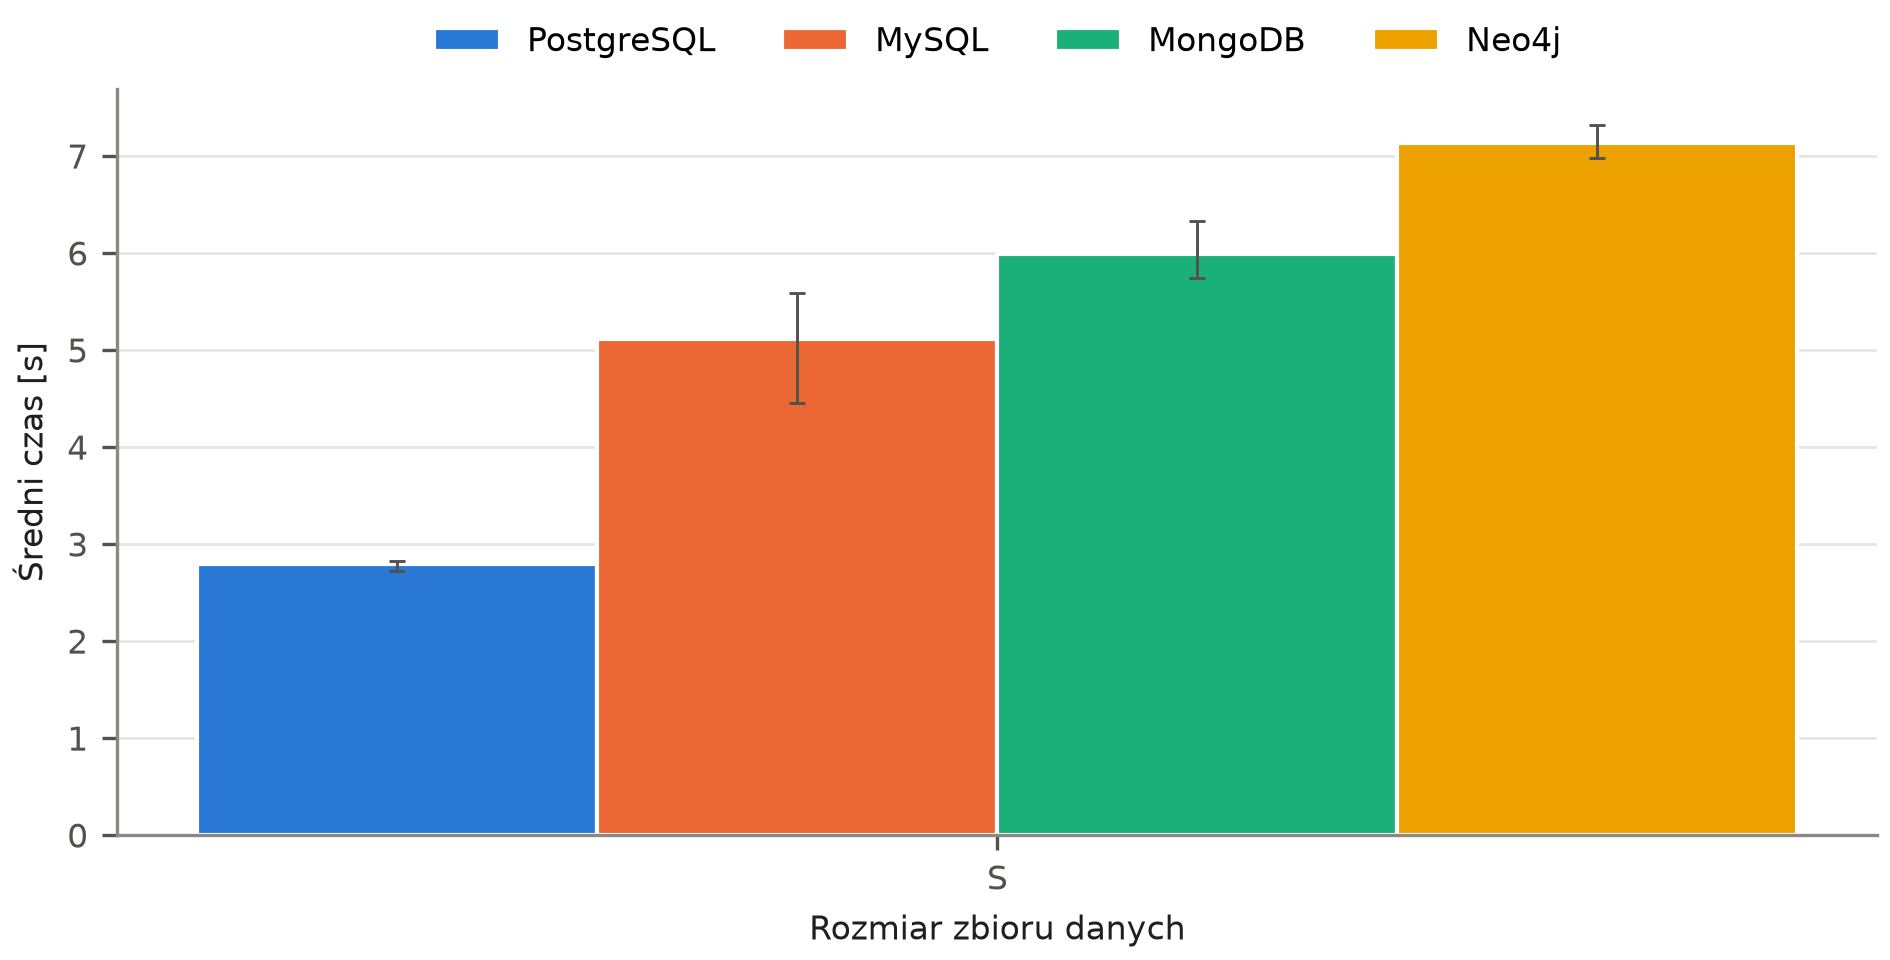 PostgreSQL MySQL MongoDB Neo4j
Średni czas [s]
7
6
5
4
3
2
1
0
S
Rozmiar zbioru danych